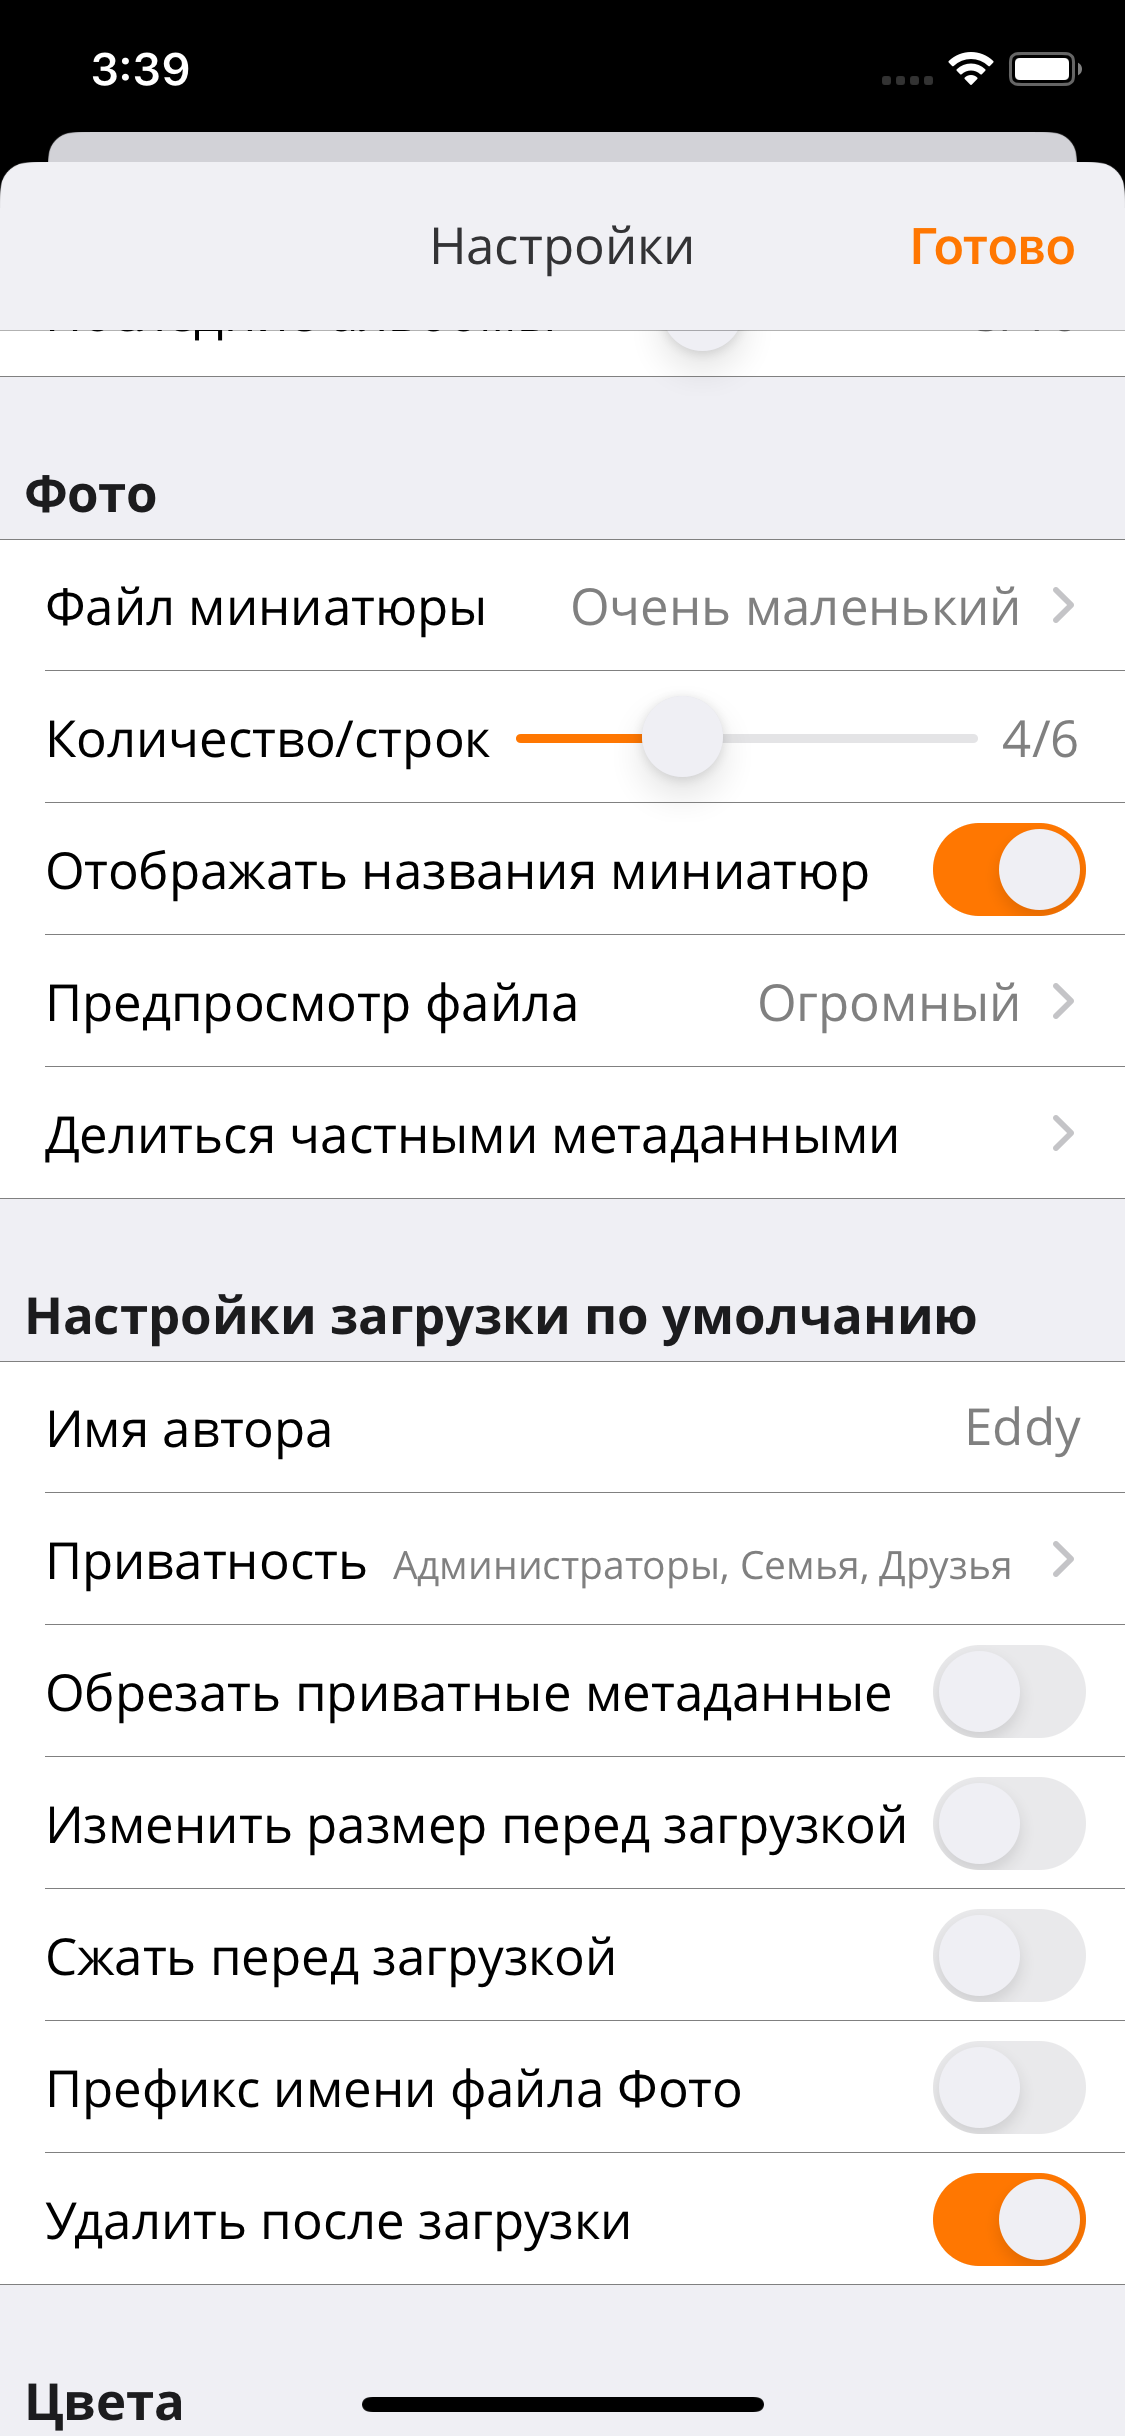 3:39
Настройки
Готово
Фото
Файл миниатюры Очень маленький
Количество/строк 4/6
Отображать названия миниатюр
Предпросмотр файла Огромный
Делиться частными метаданными
Настройки загрузки по умолчанию
Имя автора Eddy
Приватность Администраторы, Семья, Друзья
Обрезать приватные метаданные
Изменить размер перед загрузкой
Сжать перед загрузкой
Префикс имени файла Фото
Удалить после загрузки
Цвета